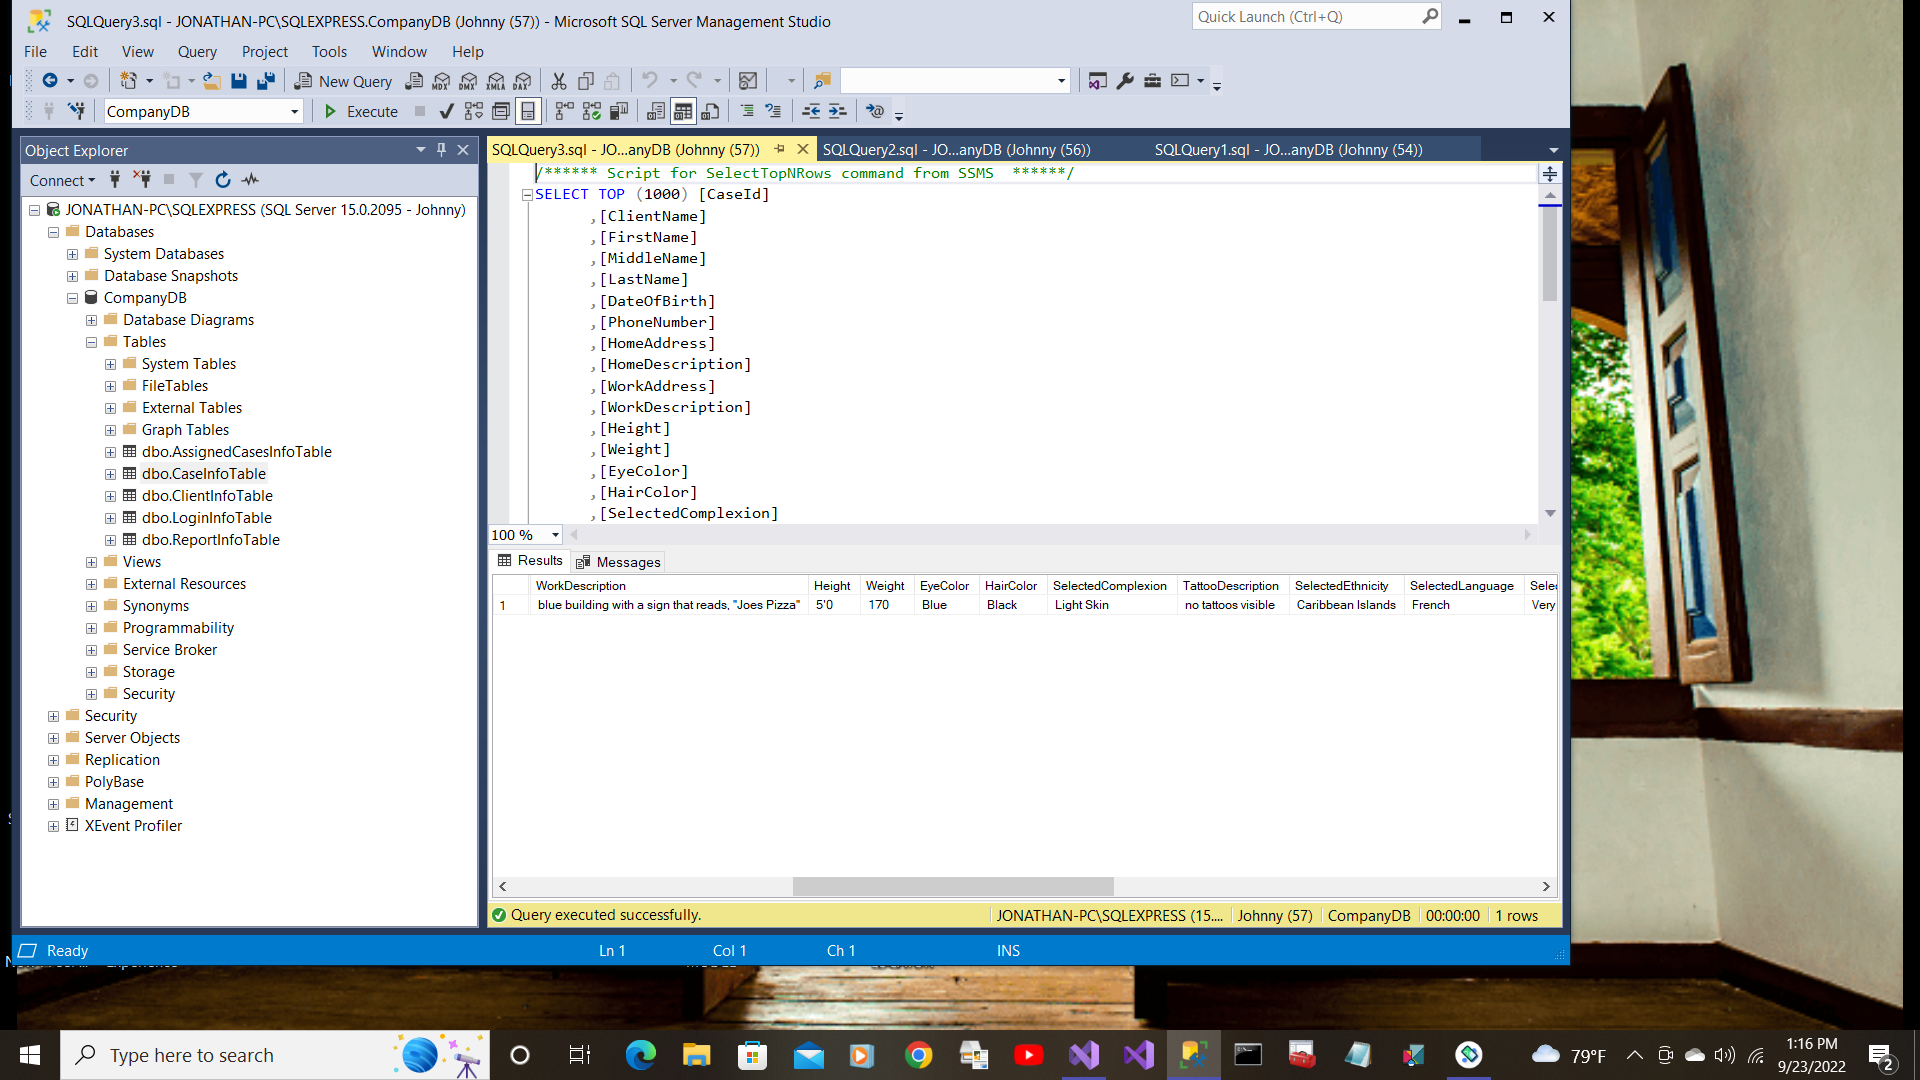 SQLQuery3.sql - JONATHAN-PC\SQLEXPRESS.CompanyDB (Johnny (57)) - Microsoft SQL Server Management Studio
Quick Launch (Ctrl+Q)
File Edit View Query Project Tools Window Help
New Query MDX DMX XMLA DAX
CompanyDB Execute
Object Explorer
Connect
JONATHAN-PC\SQLEXPRESS (SQL Server 15.0.2095 - Johnny)
Databases
System Databases
Database Snapshots
CompanyDB
Database Diagrams
Tables
System Tables
FileTables
External Tables
Graph Tables
dbo.AssignedCasesInfoTable
dbo.CaseInfoTable
dbo.ClientInfoTable
dbo.LoginInfoTable
dbo.ReportInfoTable
Views
External Resources
Synonyms
Programmability
Service Broker
Storage
Security
Security
Server Objects
Replication
PolyBase
Management
XEvent Profiler
SQLQuery3.sql - JO...anyDB (Johnny (57)) SQLQuery2.sql - JO...anyDB (Johnny (56)) SQLQuery1.sql - JO...anyDB (Johnny (54))
/****** Script for SelectTopNRows command from SSMS ******/
SELECT TOP (1000) [CaseId]
,[ClientName]
,[FirstName]
,[MiddleName]
,[LastName]
,[DateOfBirth]
,[PhoneNumber]
,[HomeAddress]
,[HomeDescription]
,[WorkAddress]
,[WorkDescription]
,[Height]
,[Weight]
,[EyeColor]
,[HairColor]
,[SelectedComplexion]
100 %
Results Messages
WorkDescription Height Weight EyeColor HairColor SelectedComplexion TattooDescription SelectedEthnicity SelectedLanguage Selec
1 blue building with a sign that reads, "Joes Pizza" 5'0 170 Blue Black Light Skin no tattoos visible Caribbean Islands French Very
Query executed successfully. JONATHAN-PC\SQLEXPRESS (15.... Johnny (57) CompanyDB 00:00:00 1 rows
Ready Ln 1 Col 1 Ch 1 INS
Type here to search
79°F
1:16 PM
9/23/2022
2